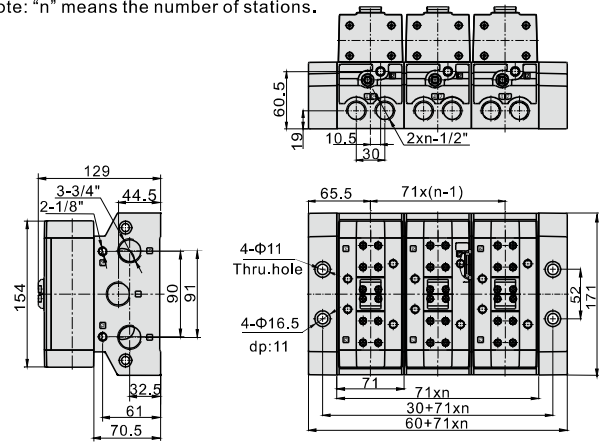 ote: “n” means the number of stations.
60.5
19
10.5
30
2xn-1/2"
129
3-3/4"
44.5
2-1/8"
154
90
91
32.5
61
70.5
65.5
71x(n-1)
4-Φ11
Thru.hole
4-Φ16.5
dp:11
52
171
71
71xn
30+71xn
60+71xn